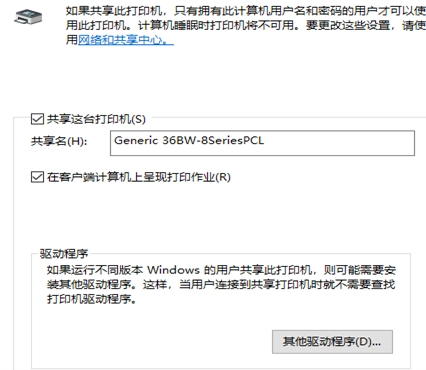 如果共享此打印机，只有拥有此计算机用户名和密码的用户才可以使
用此打印机。计算机睡眠时打印机将不可用。要更改这些设置，请使
用网络和共享中心。
共享这台打印机(S)
共享名(H):
Generic 36BW-8SeriesPCL
在客户端计算机上呈现打印作业(R)
驱动程序
如果运行不同版本 Windows 的用户共享此打印机，则可能需要安
装其他驱动程序。这样，当用户连接到共享打印机时就不需要查找
打印机驱动程序。
其他驱动程序(D)...